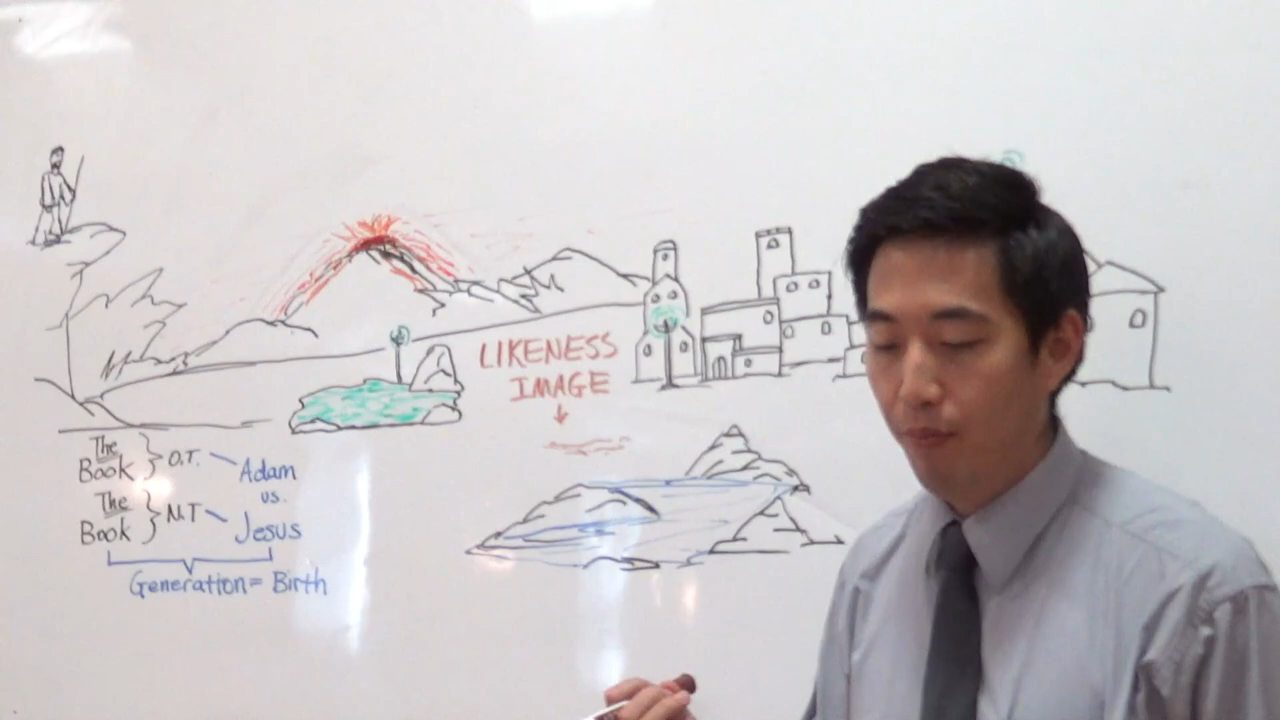 LIKENESS
IMAGE
The
Book } O.T. Adam
vs.
The
Book } N.T Jesus
Generation = Birth